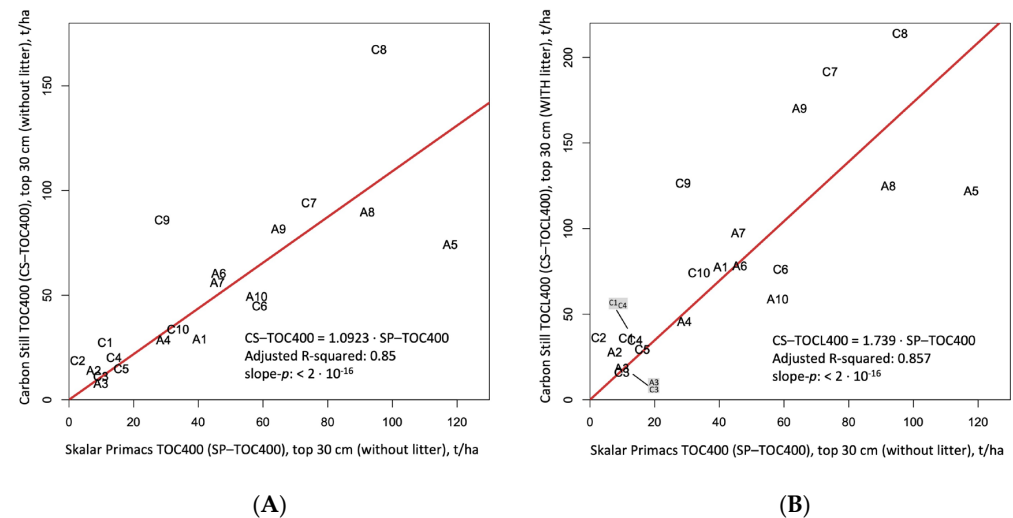 Carbon Still TOC400 (CS–TOC400), top 30 cm (without litter), t/ha
150
100
50
0
C8
C7
C9
A9
A8
A5
A6
A7
A10
C6
C10
A4
A1
C1
C4
C2
A2
C5
C3
A3
CS–TOC400 = 1.0923 · SP–TOC400
Adjusted R-squared: 0.85
slope-p: < 2 · 10-16
0 20 40 60 80 100 120
Skalar Primacs TOC400 (SP–TOC400), top 30 cm (without litter), t/ha
(A)
Carbon Still TOCL400 (CS–TOCL400), top 30 cm (WITH litter), t/ha
200
150
100
50
0
C8
C7
A9
C9
A8
A5
A7
C10
A1
A6
C6
A10
C1C4
A4
C2
C1
C4
A2
C5
A3
C3
A3
C3
CS–TOCL400 = 1.739 · SP–TOC400
Adjusted R-squared: 0.857
slope-p: < 2 · 10-16
0 20 40 60 80 100 120
Skalar Primacs TOC400 (SP–TOC400), top 30 cm (without litter), t/ha
(B)